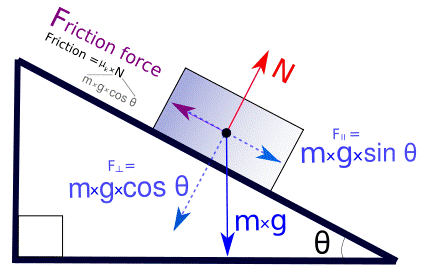 Friction force
Friction = μₖ×N
m×g×cos θ
N
F∥=
m×g×sin θ
F⊥=
m×g×cos θ
m×g
θ